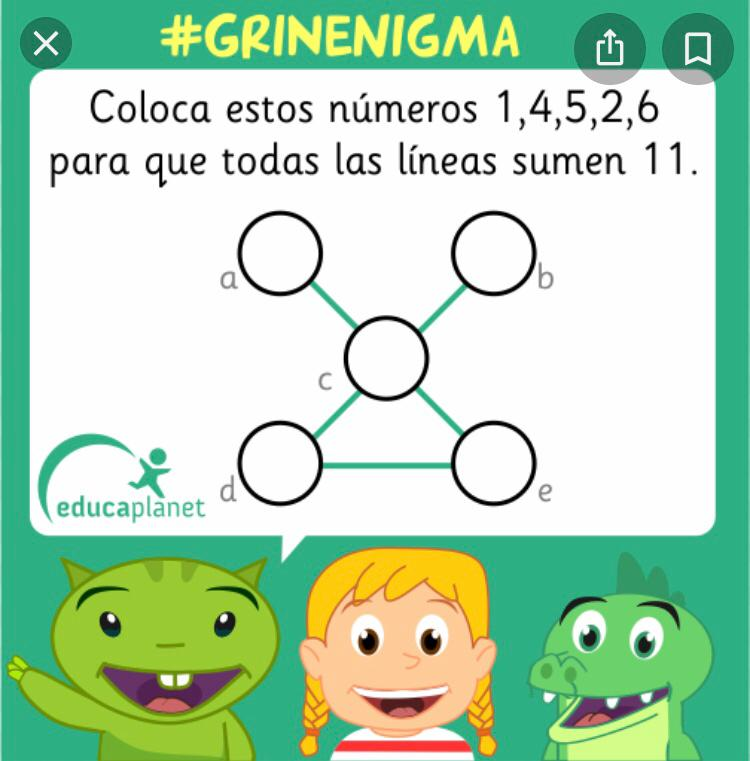 #GRINENIGMA
Coloca estos números 1,4,5,2,6
para que todas las líneas sumen 11.
a
b
c
d
e
educaplanet